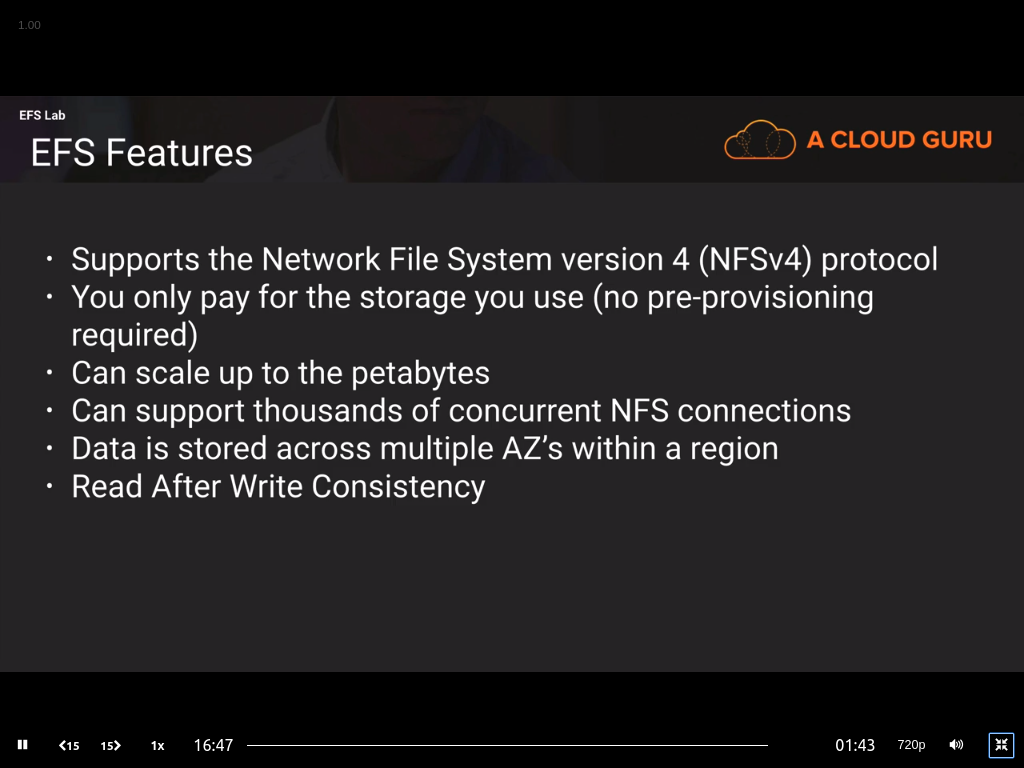 1.00
EFS Lab
EFS Features
A CLOUD GURU
• Supports the Network File System version 4 (NFSv4) protocol
• You only pay for the storage you use (no pre-provisioning
required)
• Can scale up to the petabytes
• Can support thousands of concurrent NFS connections
• Data is stored across multiple AZ’s within a region
• Read After Write Consistency
15 15 1x 16:47 01:43 720p